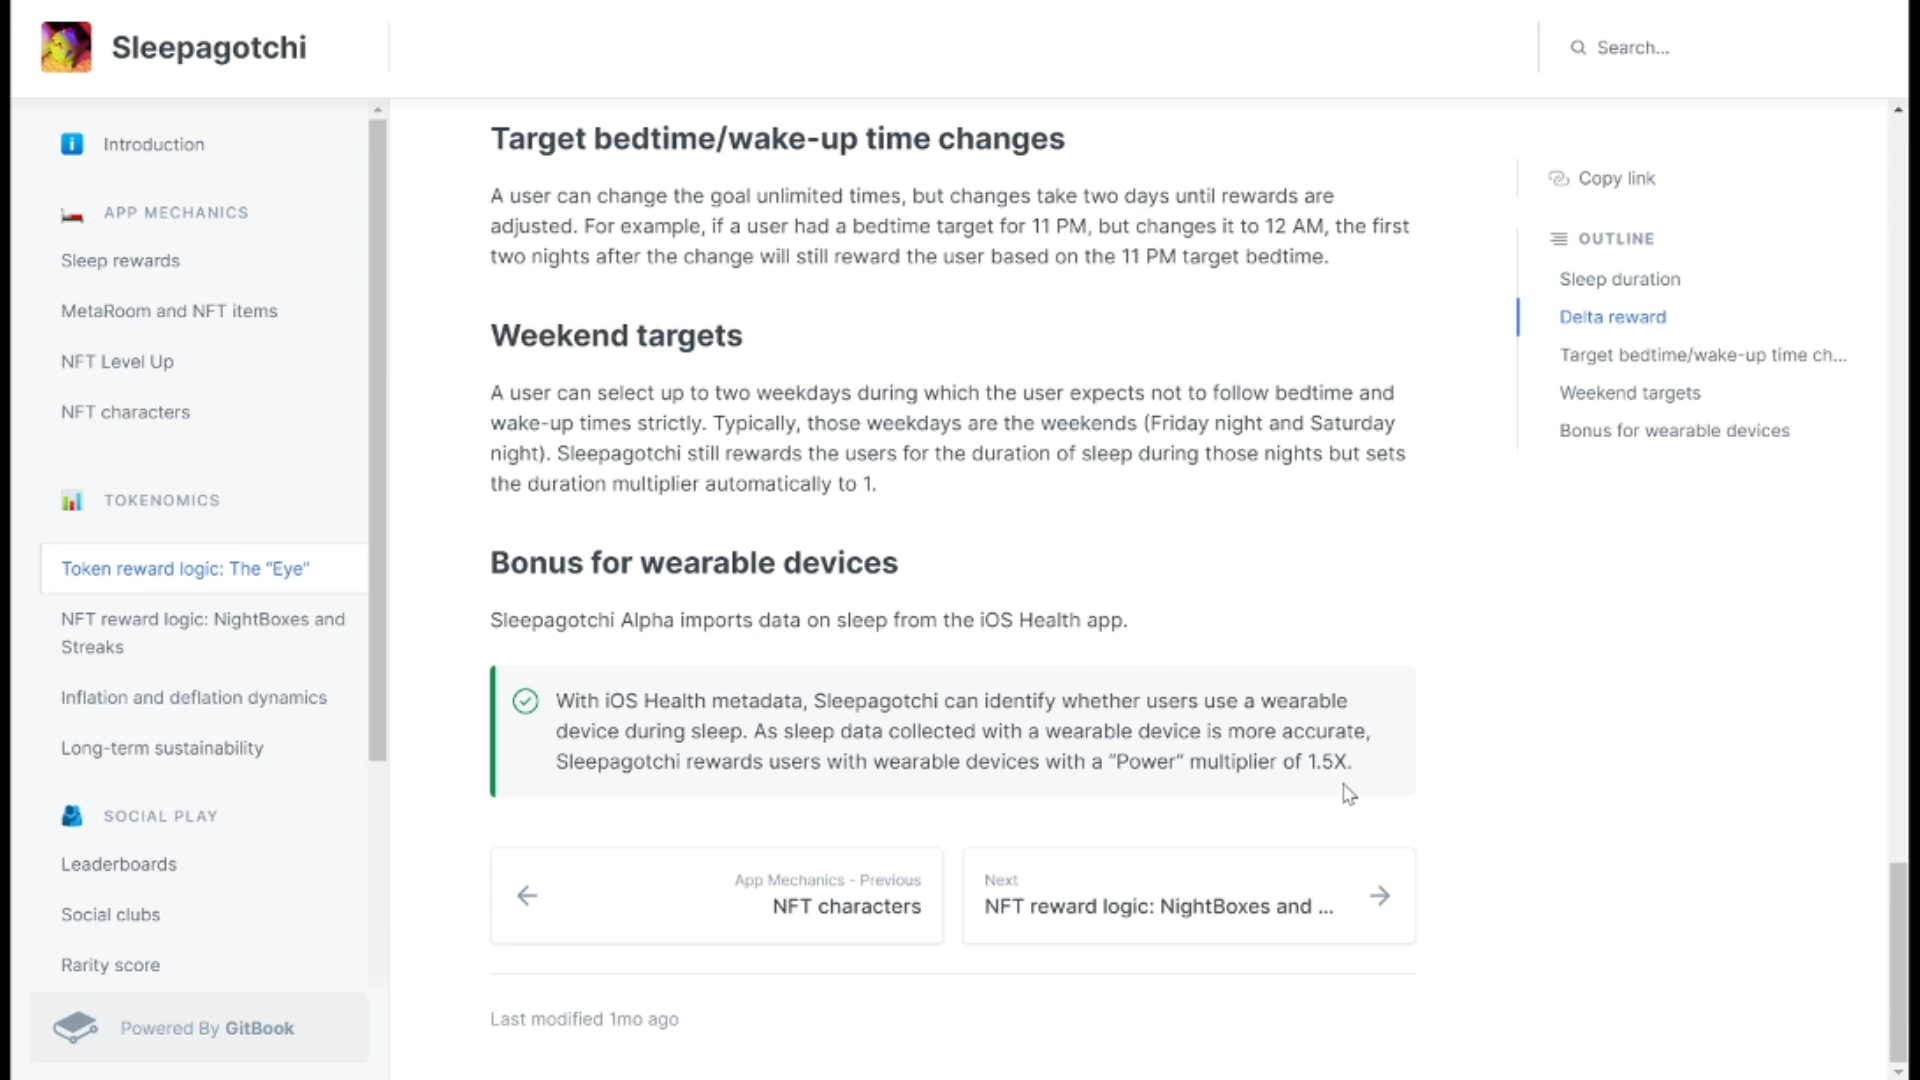 Sleepagotchi
Search...
Introduction
APP MECHANICS
Sleep rewards
MetaRoom and NFT items
NFT Level Up
NFT characters
TOKENOMICS
Token reward logic: The "Eye"
NFT reward logic: NightBoxes and
Streaks
Inflation and deflation dynamics
Long-term sustainability
SOCIAL PLAY
Leaderboards
Social clubs
Rarity score
Powered By GitBook
Target bedtime/wake-up time changes
A user can change the goal unlimited times, but changes take two days until rewards are
adjusted. For example, if a user had a bedtime target for 11 PM, but changes it to 12 AM, the first
two nights after the change will still reward the user based on the 11 PM target bedtime.
Weekend targets
A user can select up to two weekdays during which the user expects not to follow bedtime and
wake-up times strictly. Typically, those weekdays are the weekends (Friday night and Saturday
night). Sleepagotchi still rewards the users for the duration of sleep during those nights but sets
the duration multiplier automatically to 1.
Bonus for wearable devices
Sleepagotchi Alpha imports data on sleep from the iOS Health app.
With iOS Health metadata, Sleepagotchi can identify whether users use a wearable
device during sleep. As sleep data collected with a wearable device is more accurate,
Sleepagotchi rewards users with wearable devices with a “Power” multiplier of 1.5X.
App Mechanics - Previous
NFT characters
Next
NFT reward logic: NightBoxes and ...
Last modified 1mo ago
Copy link
OUTLINE
Sleep duration
Delta reward
Target bedtime/wake-up time ch...
Weekend targets
Bonus for wearable devices